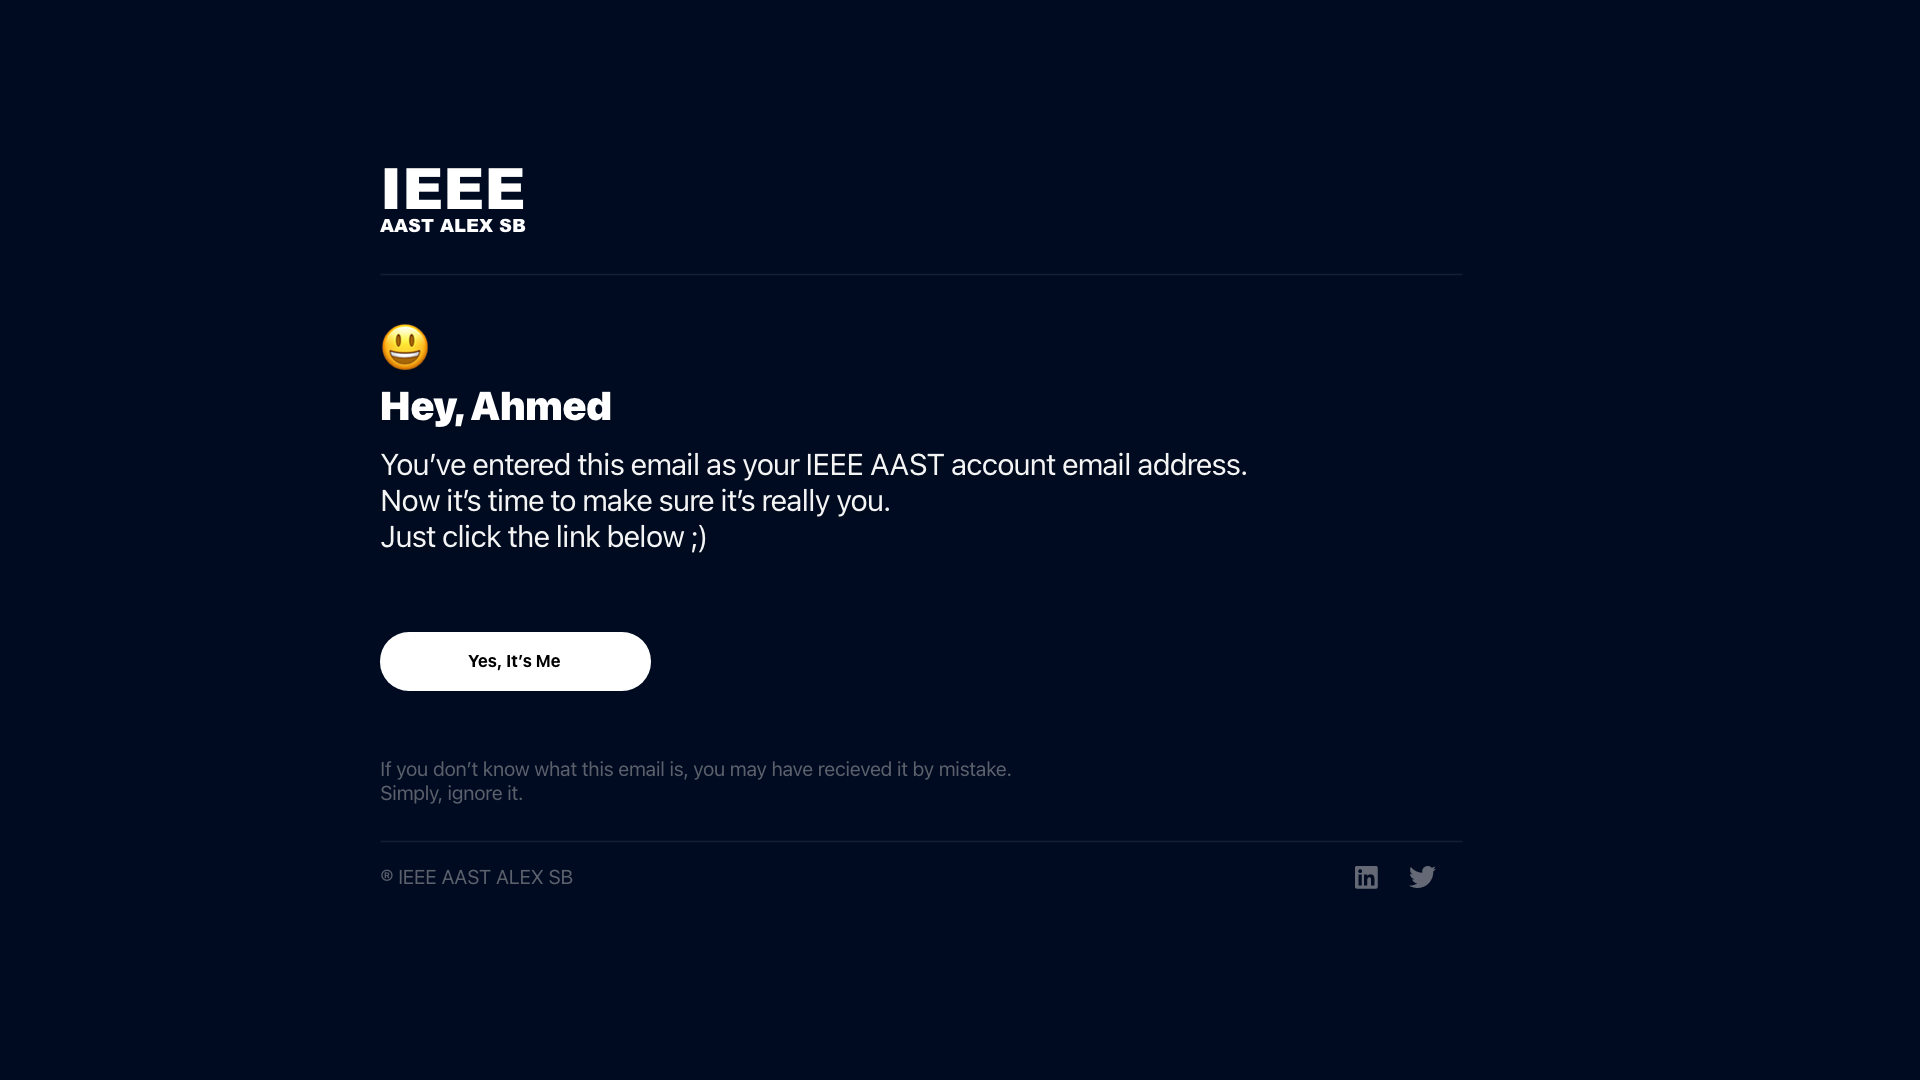 IEEE
AAST ALEX SB
Hey, Ahmed
You’ve entered this email as your IEEE AAST account email address.
Now it’s time to make sure it’s really you.
Just click the link below ;)
Yes, It’s Me
If you don’t know what this email is, you may have recieved it by mistake.
Simply, ignore it.
® IEEE AAST ALEX SB
in